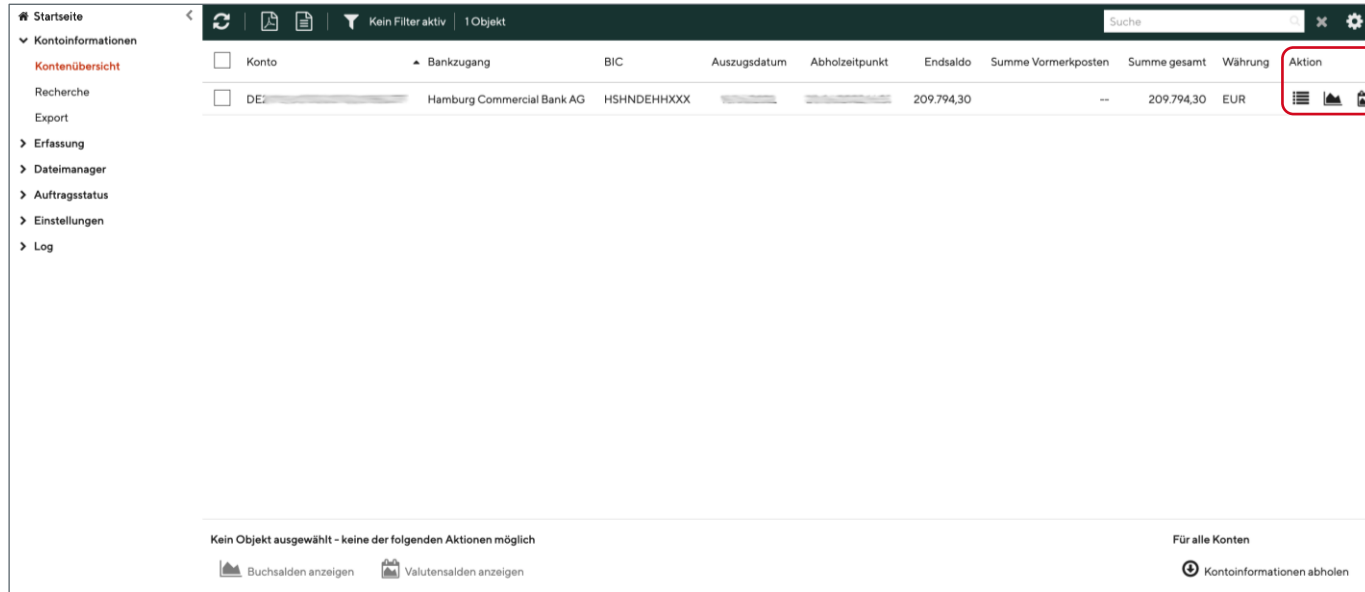 Startseite
Kontoinformationen
Kontenübersicht
Recherche
Export
Erfassung
Dateimanager
Auftragsstatus
Einstellungen
Log
Kein Filter aktiv 1 Objekt Suche
Konto Bankzugang BIC Auszugsdatum Abholzeitpunkt Endsaldo Summe Vormerkposten Summe gesamt Währung Aktion
Hamburg Commercial Bank AG HSHNDEHHXXX 209.794,30 -- 209.794,30 EUR
Kein Objekt ausgewählt - keine der folgenden Aktionen möglich Für alle Konten
Buchsalden anzeigen Valutensalden anzeigen Kontoinformationen abholen